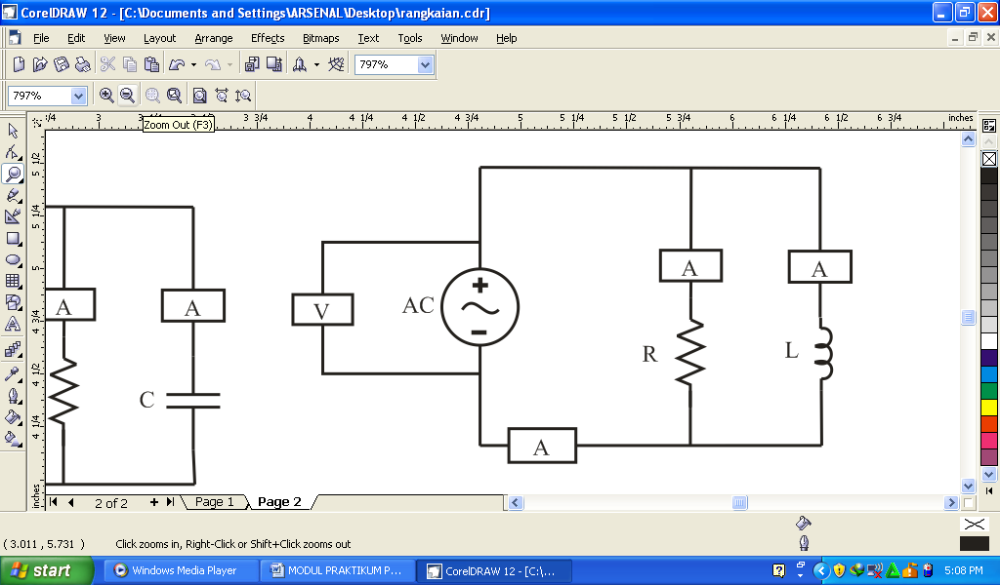 CorelDRAW 12 - [C:\Documents and Settings\ARSENAL\Desktop\rangkaian.cdr]
File Edit View Layout Arrange Effects Bitmaps Text Tools Window Help
797%
797%
Zoom Out (F3)
3 3 3/4 4 4 1/4 4 1/2 4 3/4 5 5 1/4 5 1/2 5 3/4 6 6 1/4 6 1/2 6 3/4 inches
5 1/2
5 1/4
5
4 3/4
4 1/2
4 1/4
inches
A A
A A
V AC
R L
C
A
2 of 2 Page 1 Page 2
( 3.011 , 5.731 ) Click zooms in, Right-Click or Shift+Click zooms out
start Windows Media Player MODUL PRAKTIKUM P... CorelDRAW 12 - [C:\... 5:08 PM